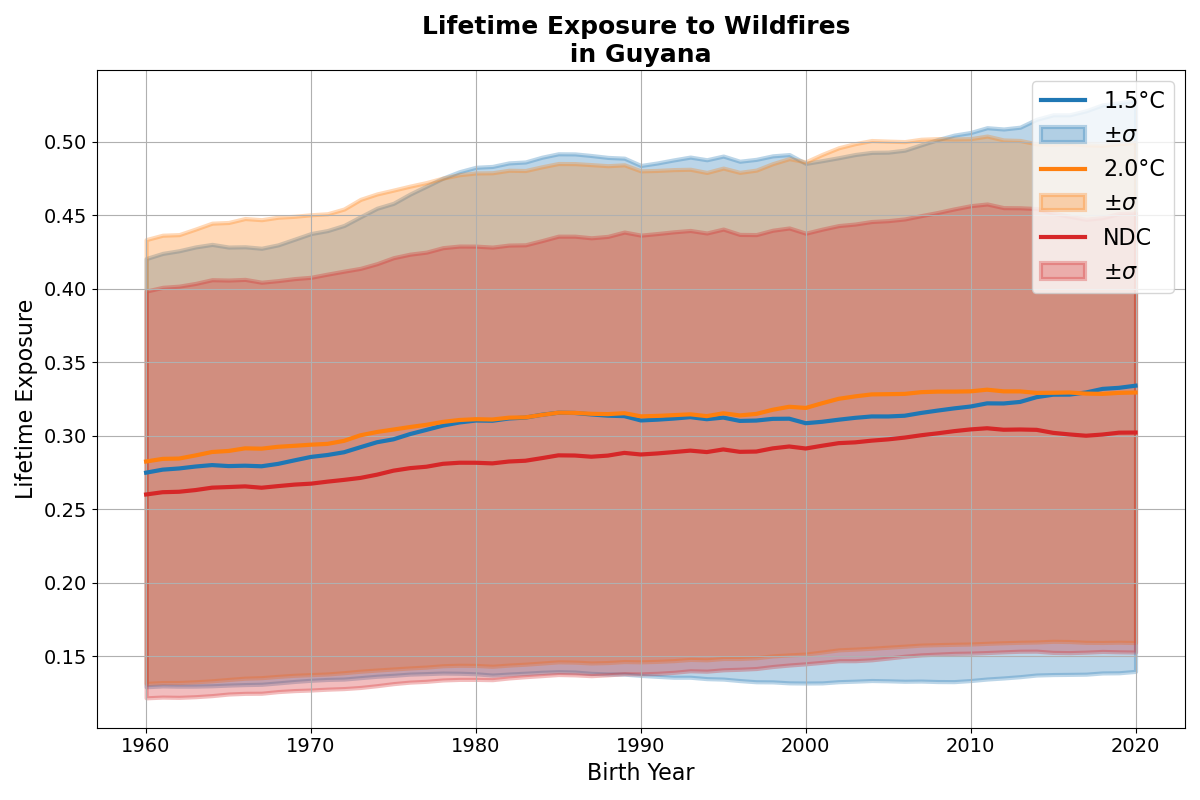 Lifetime Exposure to Wildfires
in Guyana
1.5°C
±σ
2.0°C
±σ
NDC
±σ
Lifetime Exposure
0.50
0.45
0.40
0.35
0.30
0.25
0.20
0.15
1960 1970 1980 1990 2000 2010 2020
Birth Year